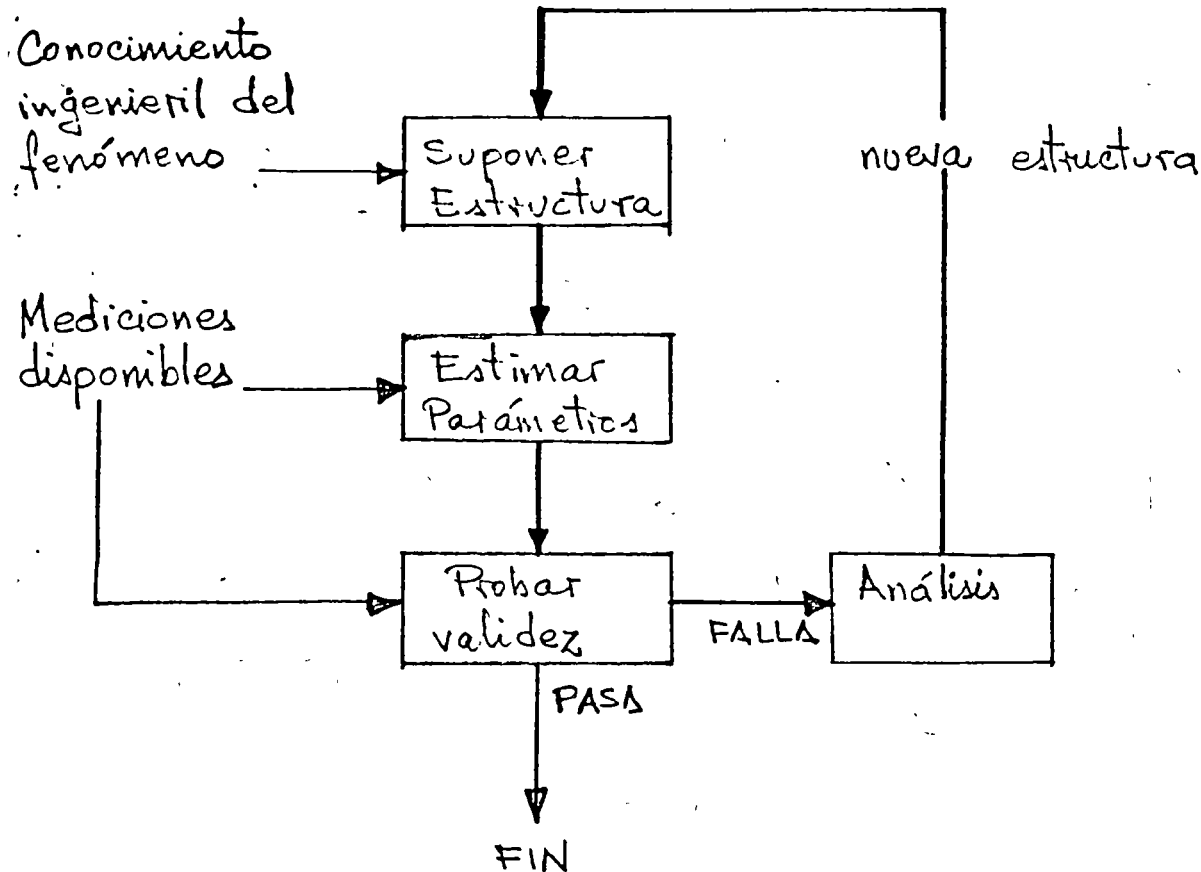 Conocimiento
ingenieril del
fenómeno
Suponer
Estructura
nueva estructura
Mediciones
disponibles
Estimar
Parámetros
Probar
validez
FALLA
Análisis
PASA
FIN